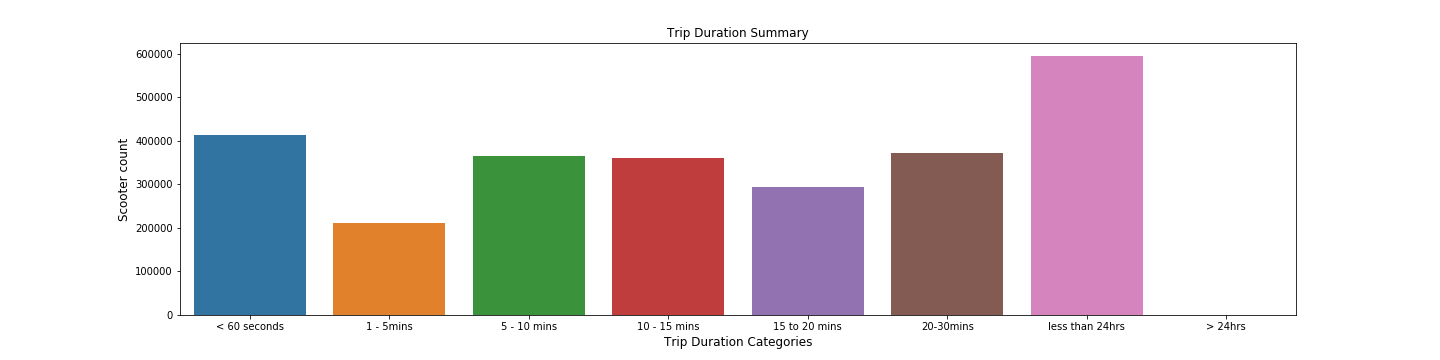 Trip Duration Summary
600000
500000
400000
300000
200000
100000
0
Scooter count
< 60 seconds 1 - 5mins 5 - 10 mins 10 - 15 mins 15 to 20 mins 20-30mins less than 24hrs > 24hrs
Trip Duration Categories